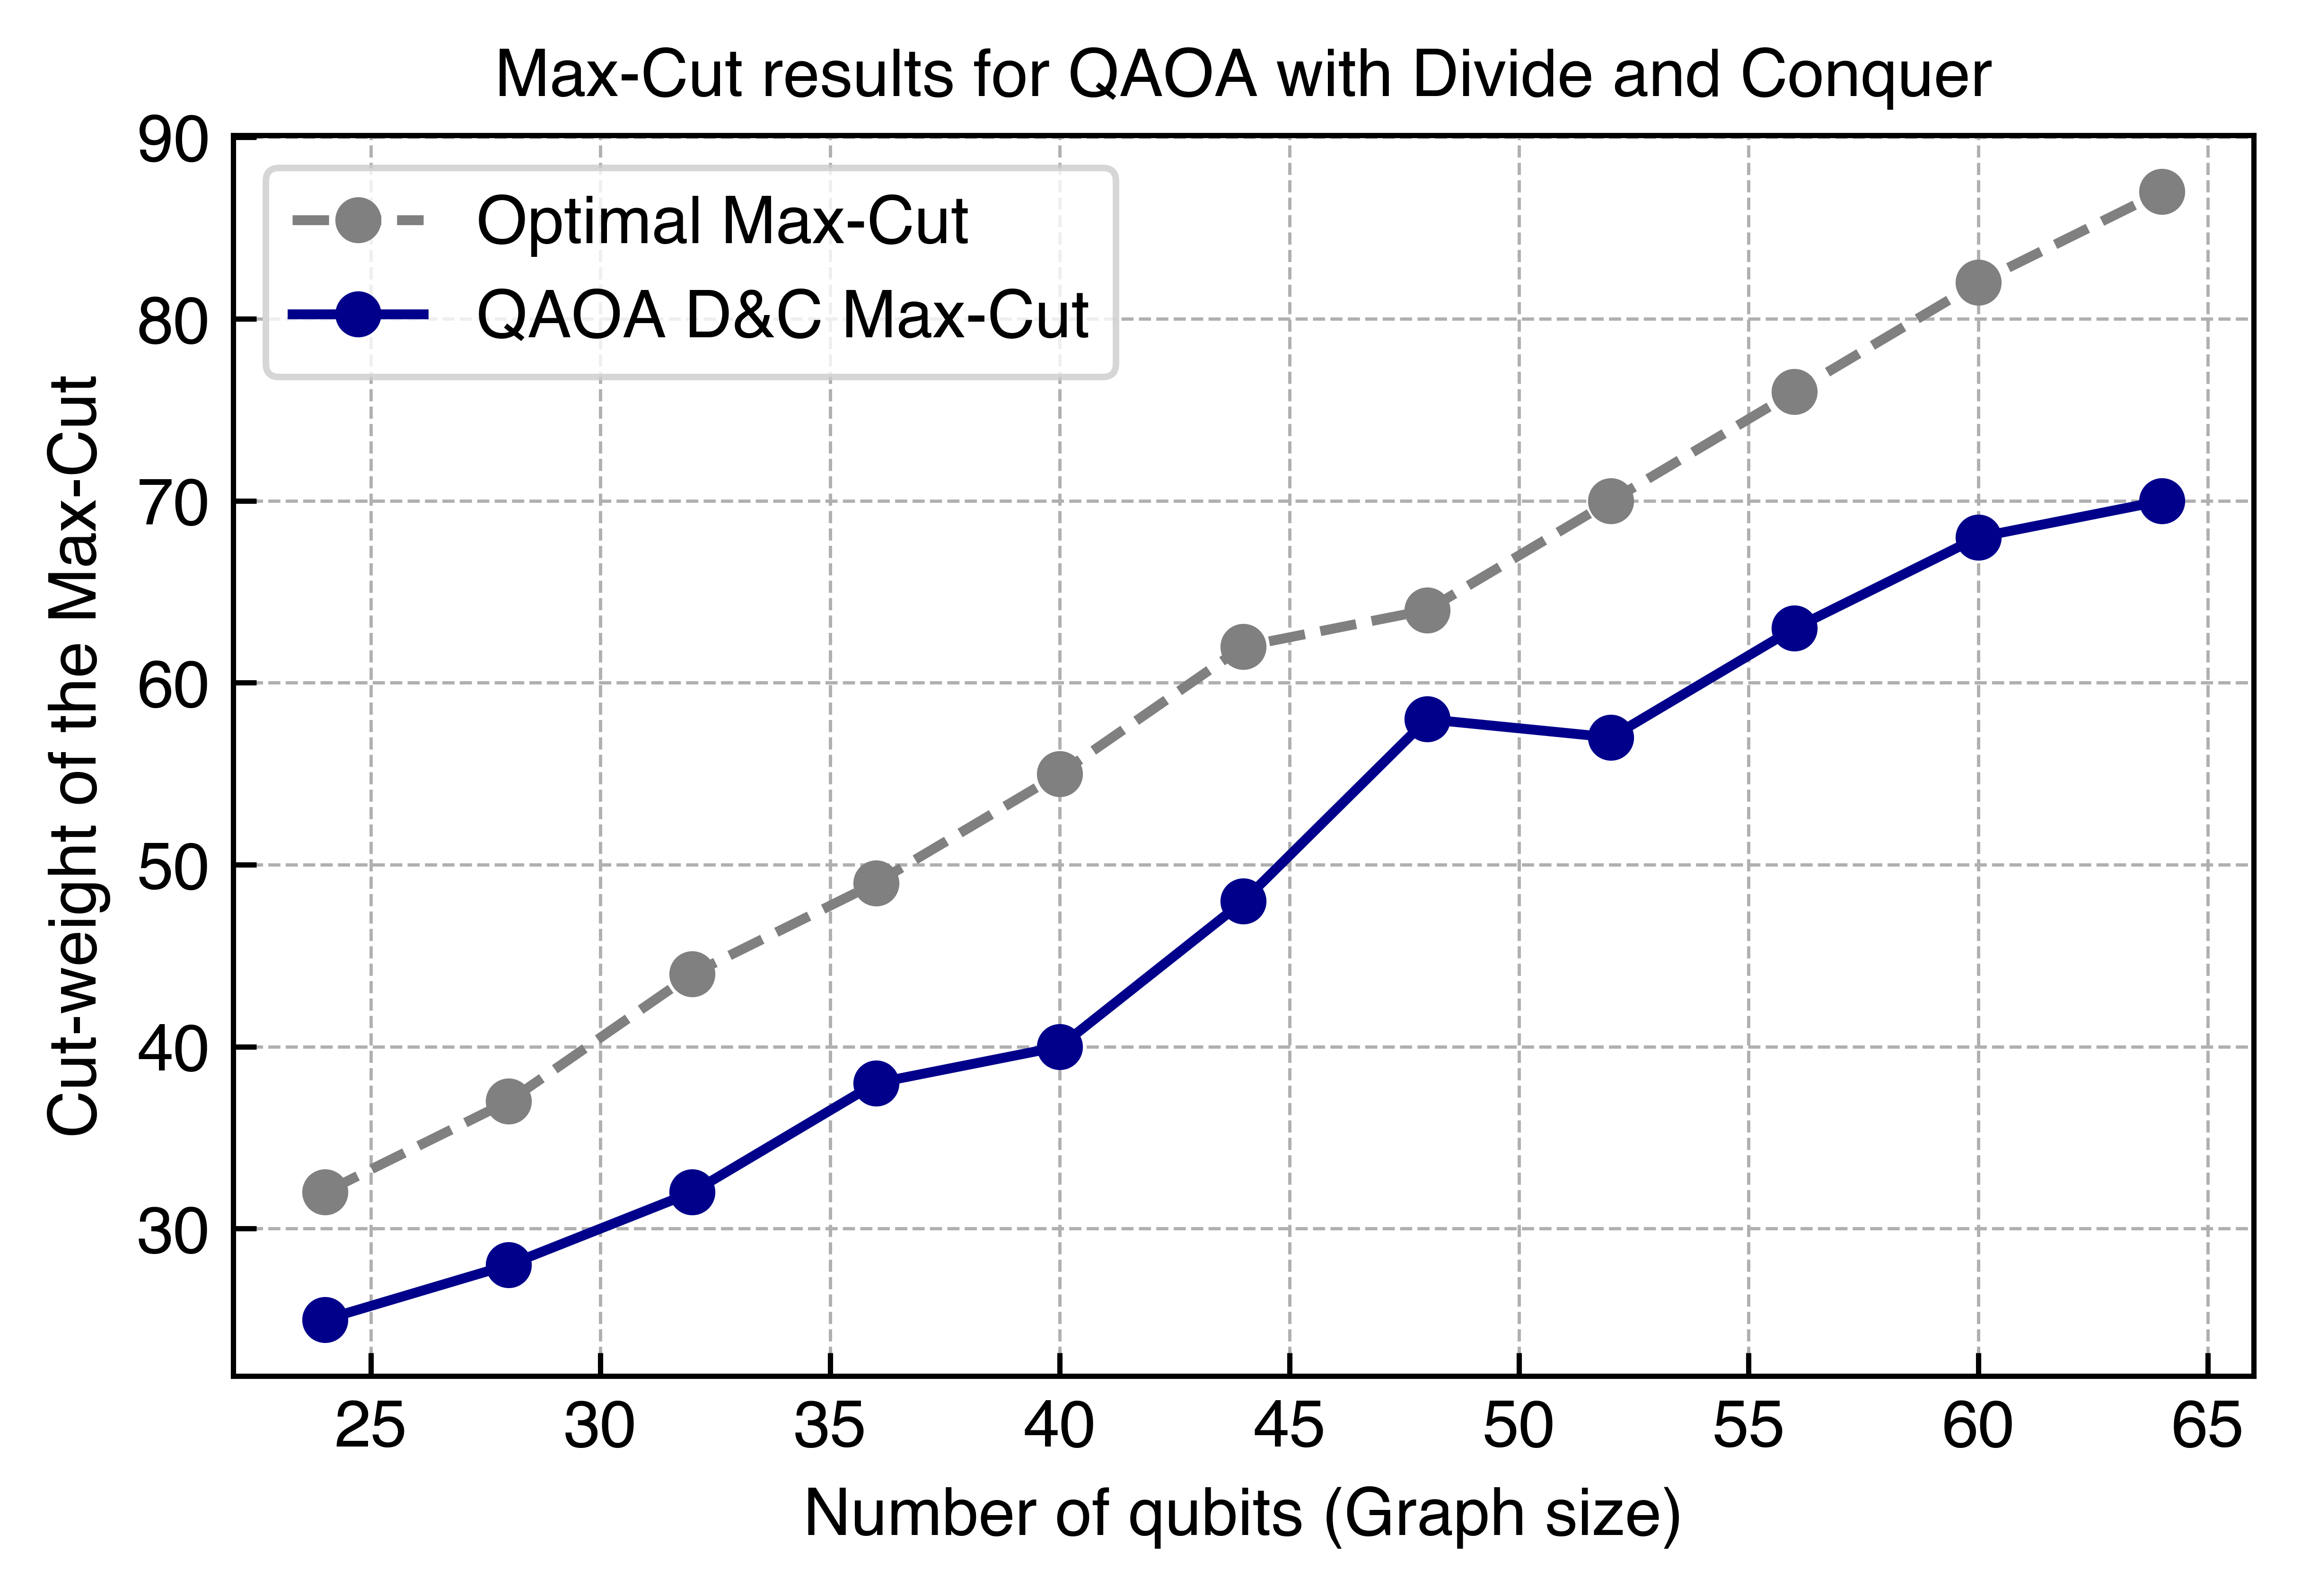 Max-Cut results for QAOA with Divide and Conquer
90
80
70
60
50
40
30
Cut-weight of the Max-Cut
Optimal Max-Cut
QAOA D&C Max-Cut
25 30 35 40 45 50 55 60 65
Number of qubits (Graph size)